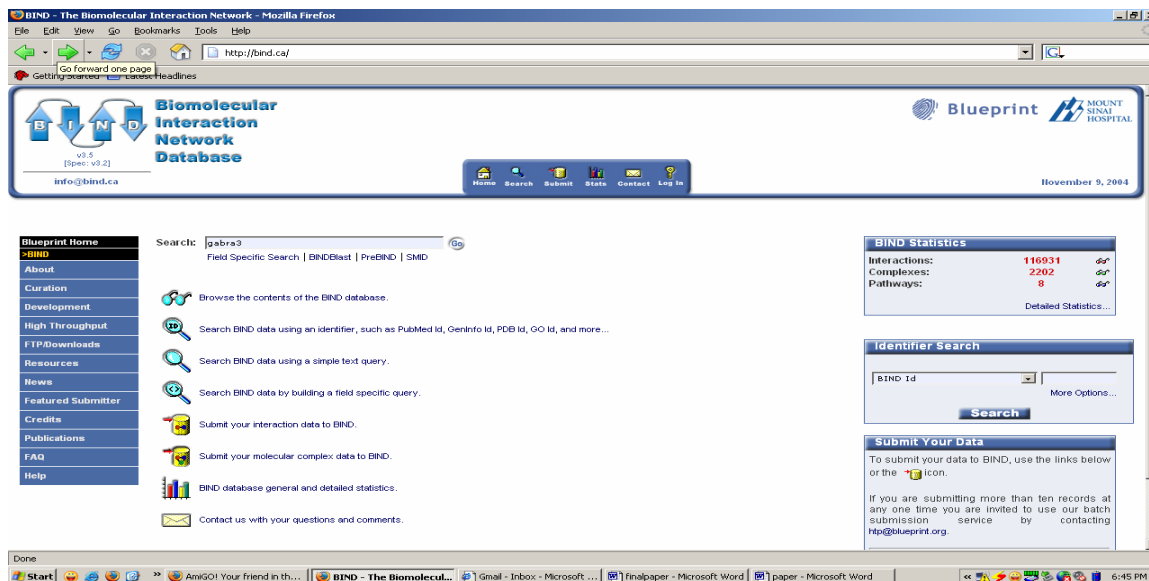 BIND - The Biomolecular Interaction Network - Mozilla Firefox
File Edit View Go Bookmarks Tools Help
http://bind.ca/
G
Go forward one page
Getting Started Latest Headlines
BIND
v3.5
[Spec: v3.2]
info@bind.ca
Biomolecular
Interaction
Network
Database
Home Search Submit Stats Contact Log In
Blueprint
MOUNT
SINAI
HOSPITAL
November 9, 2004
Blueprint Home
>BIND
About
Curation
Development
High Throughput
FTP/Downloads
Resources
News
Featured Submitter
Credits
Publications
FAQ
Help
Search: gabra3 Go
Field Specific Search | BINDBlast | PreBIND | SMID
Browse the contents of the BIND database.
ID
Search BIND data using an identifier, such as PubMed Id, GenInfo Id, PDB Id, GO Id, and more...
Search BIND data using a simple text query.
Search BIND data by building a field specific query.
Submit your interaction data to BIND.
Submit your molecular complex data to BIND.
BIND database general and detailed statistics.
Contact us with your questions and comments.
BIND Statistics
Interactions: 116931
Complexes: 2202
Pathways: 8
Detailed Statistics...
Identifier Search
BIND Id
More Options...
Search
Submit Your Data
To submit your data to BIND, use the links below
or the icon.
If you are submitting more than ten records at
any one time you are invited to use our batch
submission service by contacting
htp@blueprint.org.
Done
Start » AmiGO! Your friend in th... BIND - The Biomolecul... Gmail - Inbox - Microsoft ... finalpaper - Microsoft Word paper - Microsoft Word « 6:45 PM